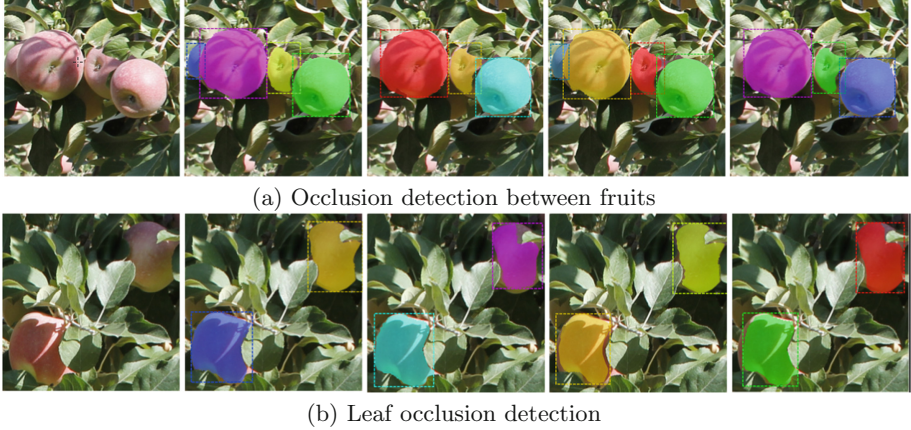 (a) Occlusion detection between fruits
(b) Leaf occlusion detection